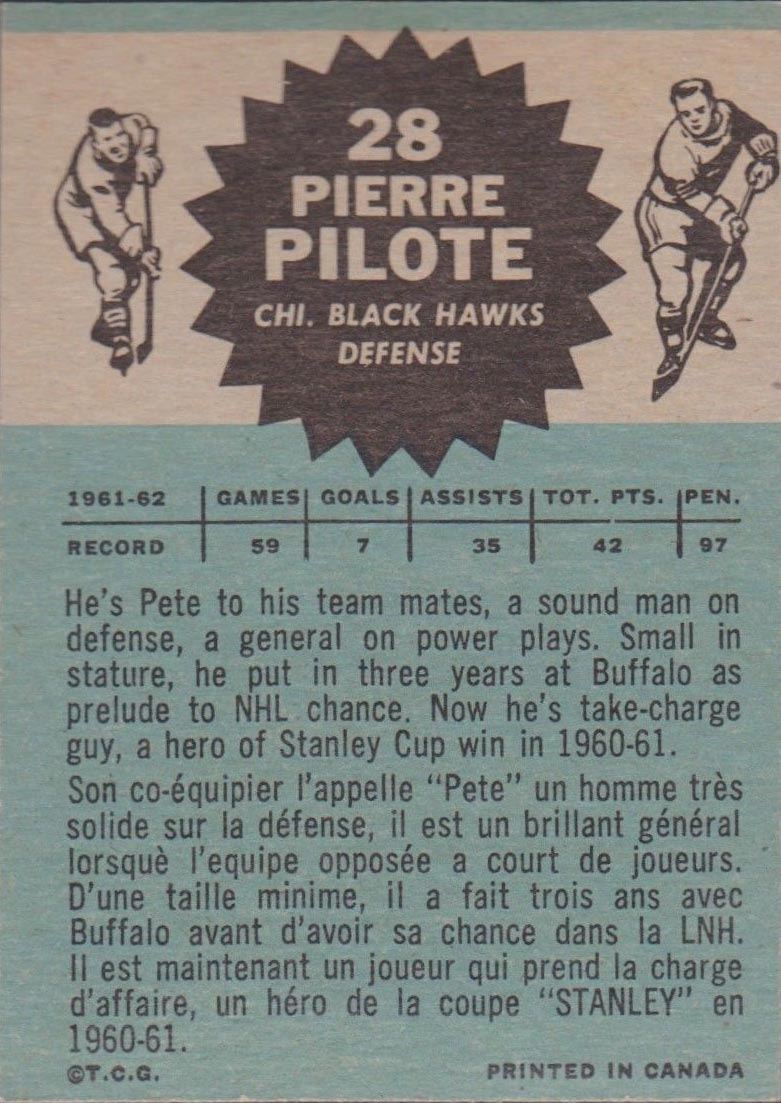 28
PIERRE
PILOTE
CHI. BLACK HAWKS
DEFENSE
1961-62 GAMES GOALS ASSISTS TOT. PTS. PEN.
RECORD 59 7 35 42 97
He's Pete to his team mates, a sound man on
defense, a general on power plays. Small in
stature, he put in three years at Buffalo as
prelude to NHL chance. Now he's take-charge
guy, a hero of Stanley Cup win in 1960-61.
Son co-équipier l'appelle "Pete" un homme très
solide sur la défense, il est un brillant général
lorsquè l'equipe opposée a court de joueurs.
D'une taille minime, il a fait trois ans avec
Buffalo avant d'avoir sa chance dans la LNH.
Il est maintenant un joueur qui prend la charge
d'affaire, un héro de la coupe "STANLEY" en
1960-61.
©T.C.G. PRINTED IN CANADA